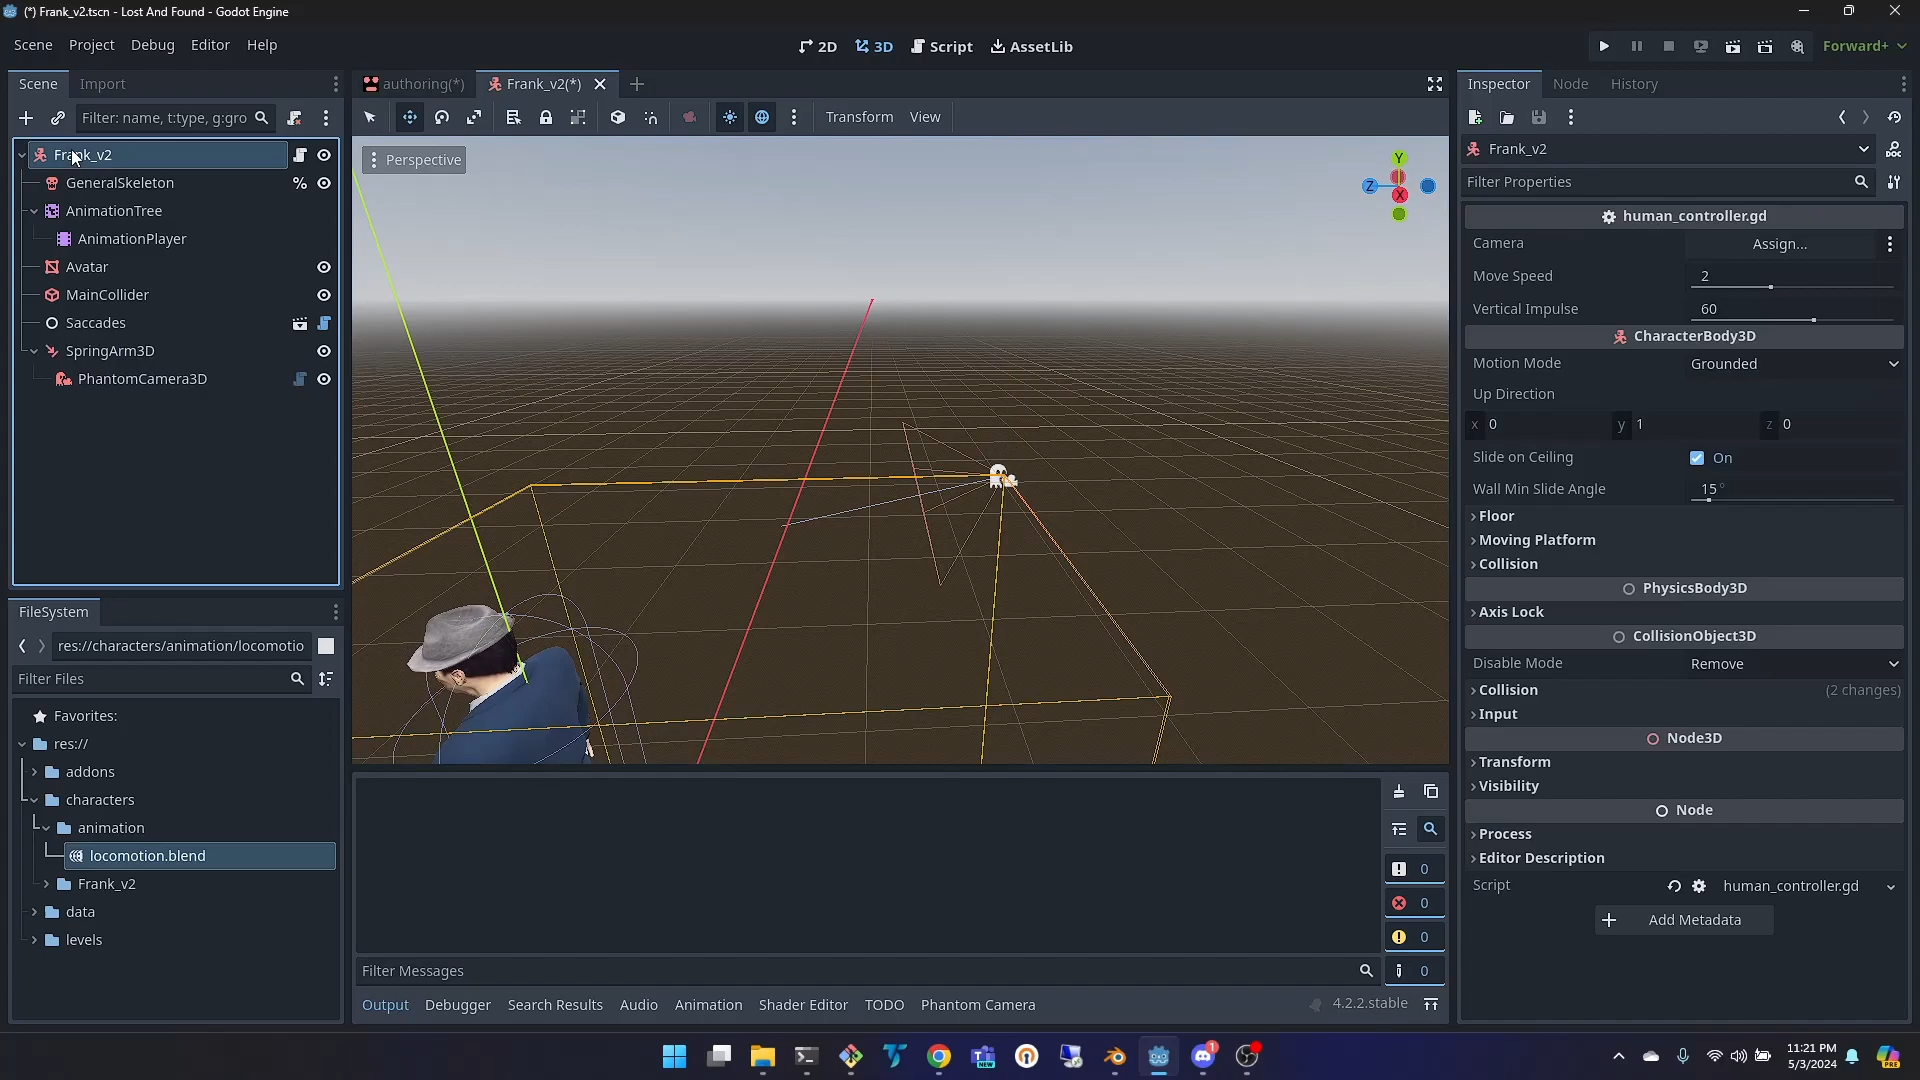 (*) Frank_v2.tscn - Lost And Found - Godot Engine
Scene Project Debug Editor Help
2D 3D Script AssetLib
Forward+
Scene Import
Filter: name, t:type, g:gro
Frank_v2
GeneralSkeleton
%
AnimationTree
AnimationPlayer
Avatar
MainCollider
Saccades
SpringArm3D
PhantomCamera3D
FileSystem
res://characters/animation/locomotio
Filter Files
Favorites:
res://
addons
characters
animation
locomotion.blend
Frank_v2
data
levels
authoring(*) Frank_v2(*)
Transform View
Perspective
Y
Z
X
0
0
0
0
Filter Messages
Output Debugger Search Results Audio Animation Shader Editor TODO Phantom Camera
4.2.2.stable
Inspector Node History
Frank_v2
DOC
Filter Properties
human_controller.gd
Camera Assign...
Move Speed 2
Vertical Impulse 60
CharacterBody3D
Motion Mode Grounded
Up Direction
x 0 y 1 z 0
Slide on Ceiling On
Wall Min Slide Angle 15°
Floor
Moving Platform
Collision
PhysicsBody3D
Axis Lock
CollisionObject3D
Disable Mode Remove
Collision (2 changes)
Input
Node3D
Transform
Visibility
Node
Process
Editor Description
Script human_controller.gd
Add Metadata
NEW
1
11:21 PM
5/3/2024
PRE